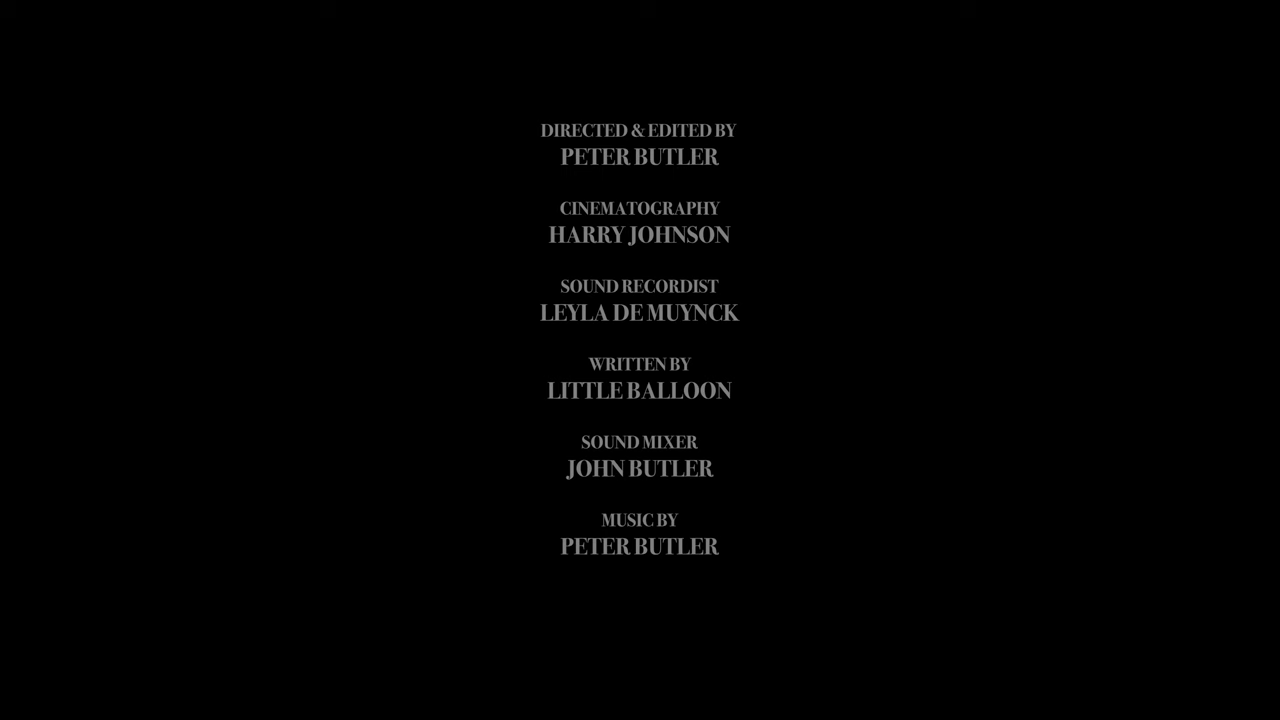 DIRECTED & EDITED BY
PETER BUTLER
CINEMATOGRAPHY
HARRY JOHNSON
SOUND RECORDIST
LEYLA DE MUYNCK
WRITTEN BY
LITTLE BALLOON
SOUND MIXER
JOHN BUTLER
MUSIC BY
PETER BUTLER